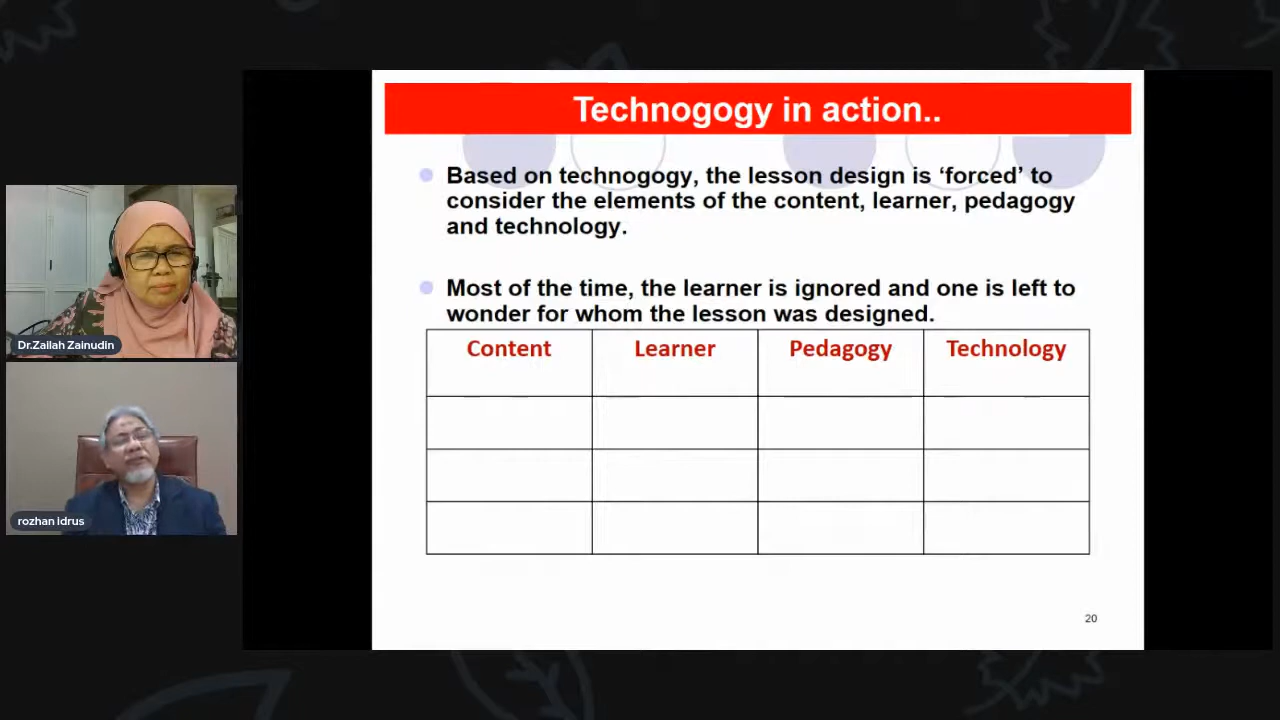 Technogogy in action..
Based on technogogy, the lesson design is ‘forced’ to
consider the elements of the content, learner, pedagogy
and technology.
Most of the time, the learner is ignored and one is left to
wonder for whom the lesson was designed.
Content Learner Pedagogy Technology
20
Dr.Zailah Zainudin
rozhan idrus